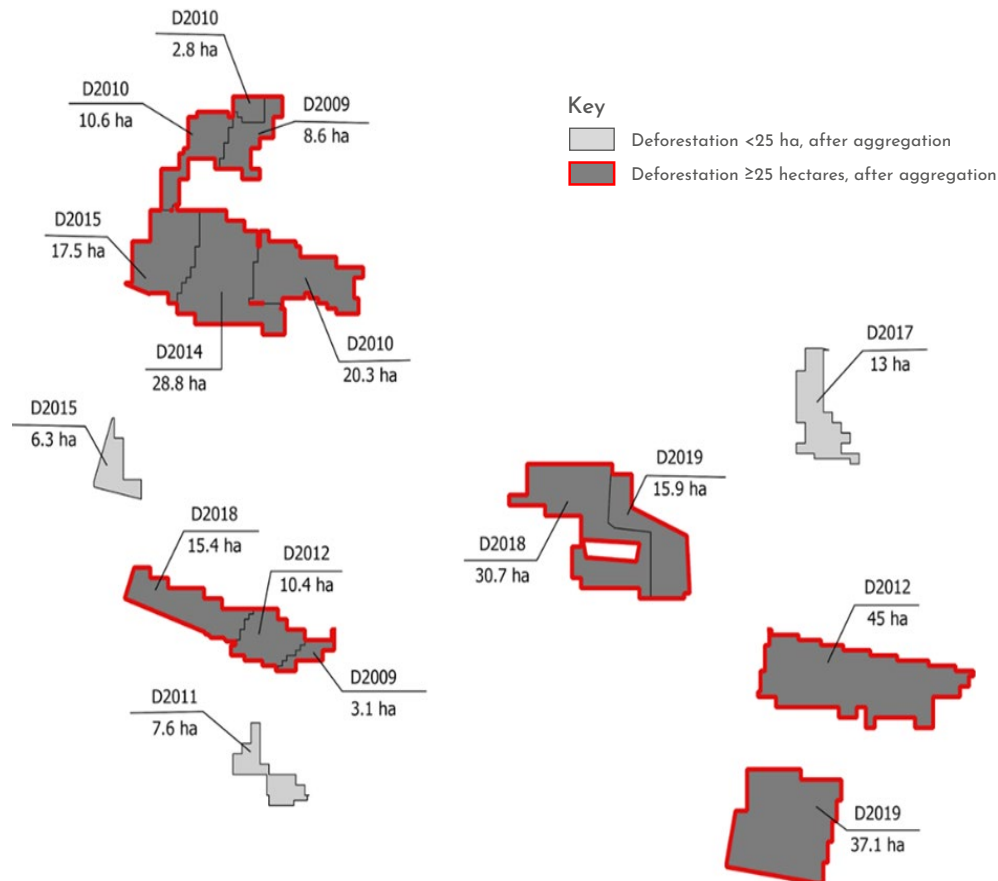 D2010
2.8 ha
D2010
10.6 ha
D2009
8.6 ha
Key
Deforestation <25 ha, after aggregation
Deforestation ≥25 hectares, after aggregation
D2015
17.5 ha
D2014
28.8 ha
D2010
20.3 ha
D2017
13 ha
D2015
6.3 ha
D2019
15.9 ha
D2018
30.7 ha
D2018
15.4 ha
D2012
10.4 ha
D2009
3.1 ha
D2012
45 ha
D2011
7.6 ha
D2019
37.1 ha